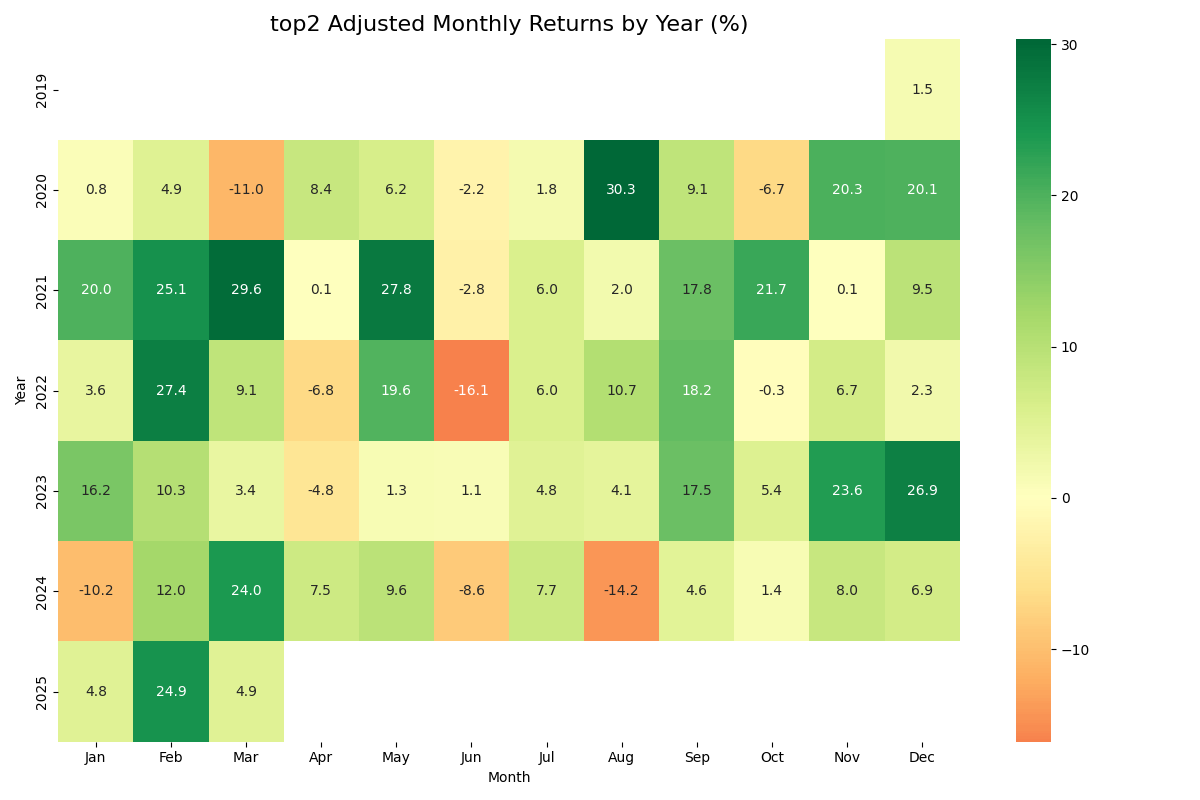 top2 Adjusted Monthly Returns by Year (%)
2019 1.5
2020 0.8 4.9 -11.0 8.4 6.2 -2.2 1.8 30.3 9.1 -6.7 20.3 20.1
2021 20.0 25.1 29.6 0.1 27.8 -2.8 6.0 2.0 17.8 21.7 0.1 9.5
2022 3.6 27.4 9.1 -6.8 19.6 -16.1 6.0 10.7 18.2 -0.3 6.7 2.3
2023 16.2 10.3 3.4 -4.8 1.3 1.1 4.8 4.1 17.5 5.4 23.6 26.9
2024 -10.2 12.0 24.0 7.5 9.6 -8.6 7.7 -14.2 4.6 1.4 8.0 6.9
2025 4.8 24.9 4.9
Year
Jan Feb Mar Apr May Jun Jul Aug Sep Oct Nov Dec
Month
30
20
10
0
−10